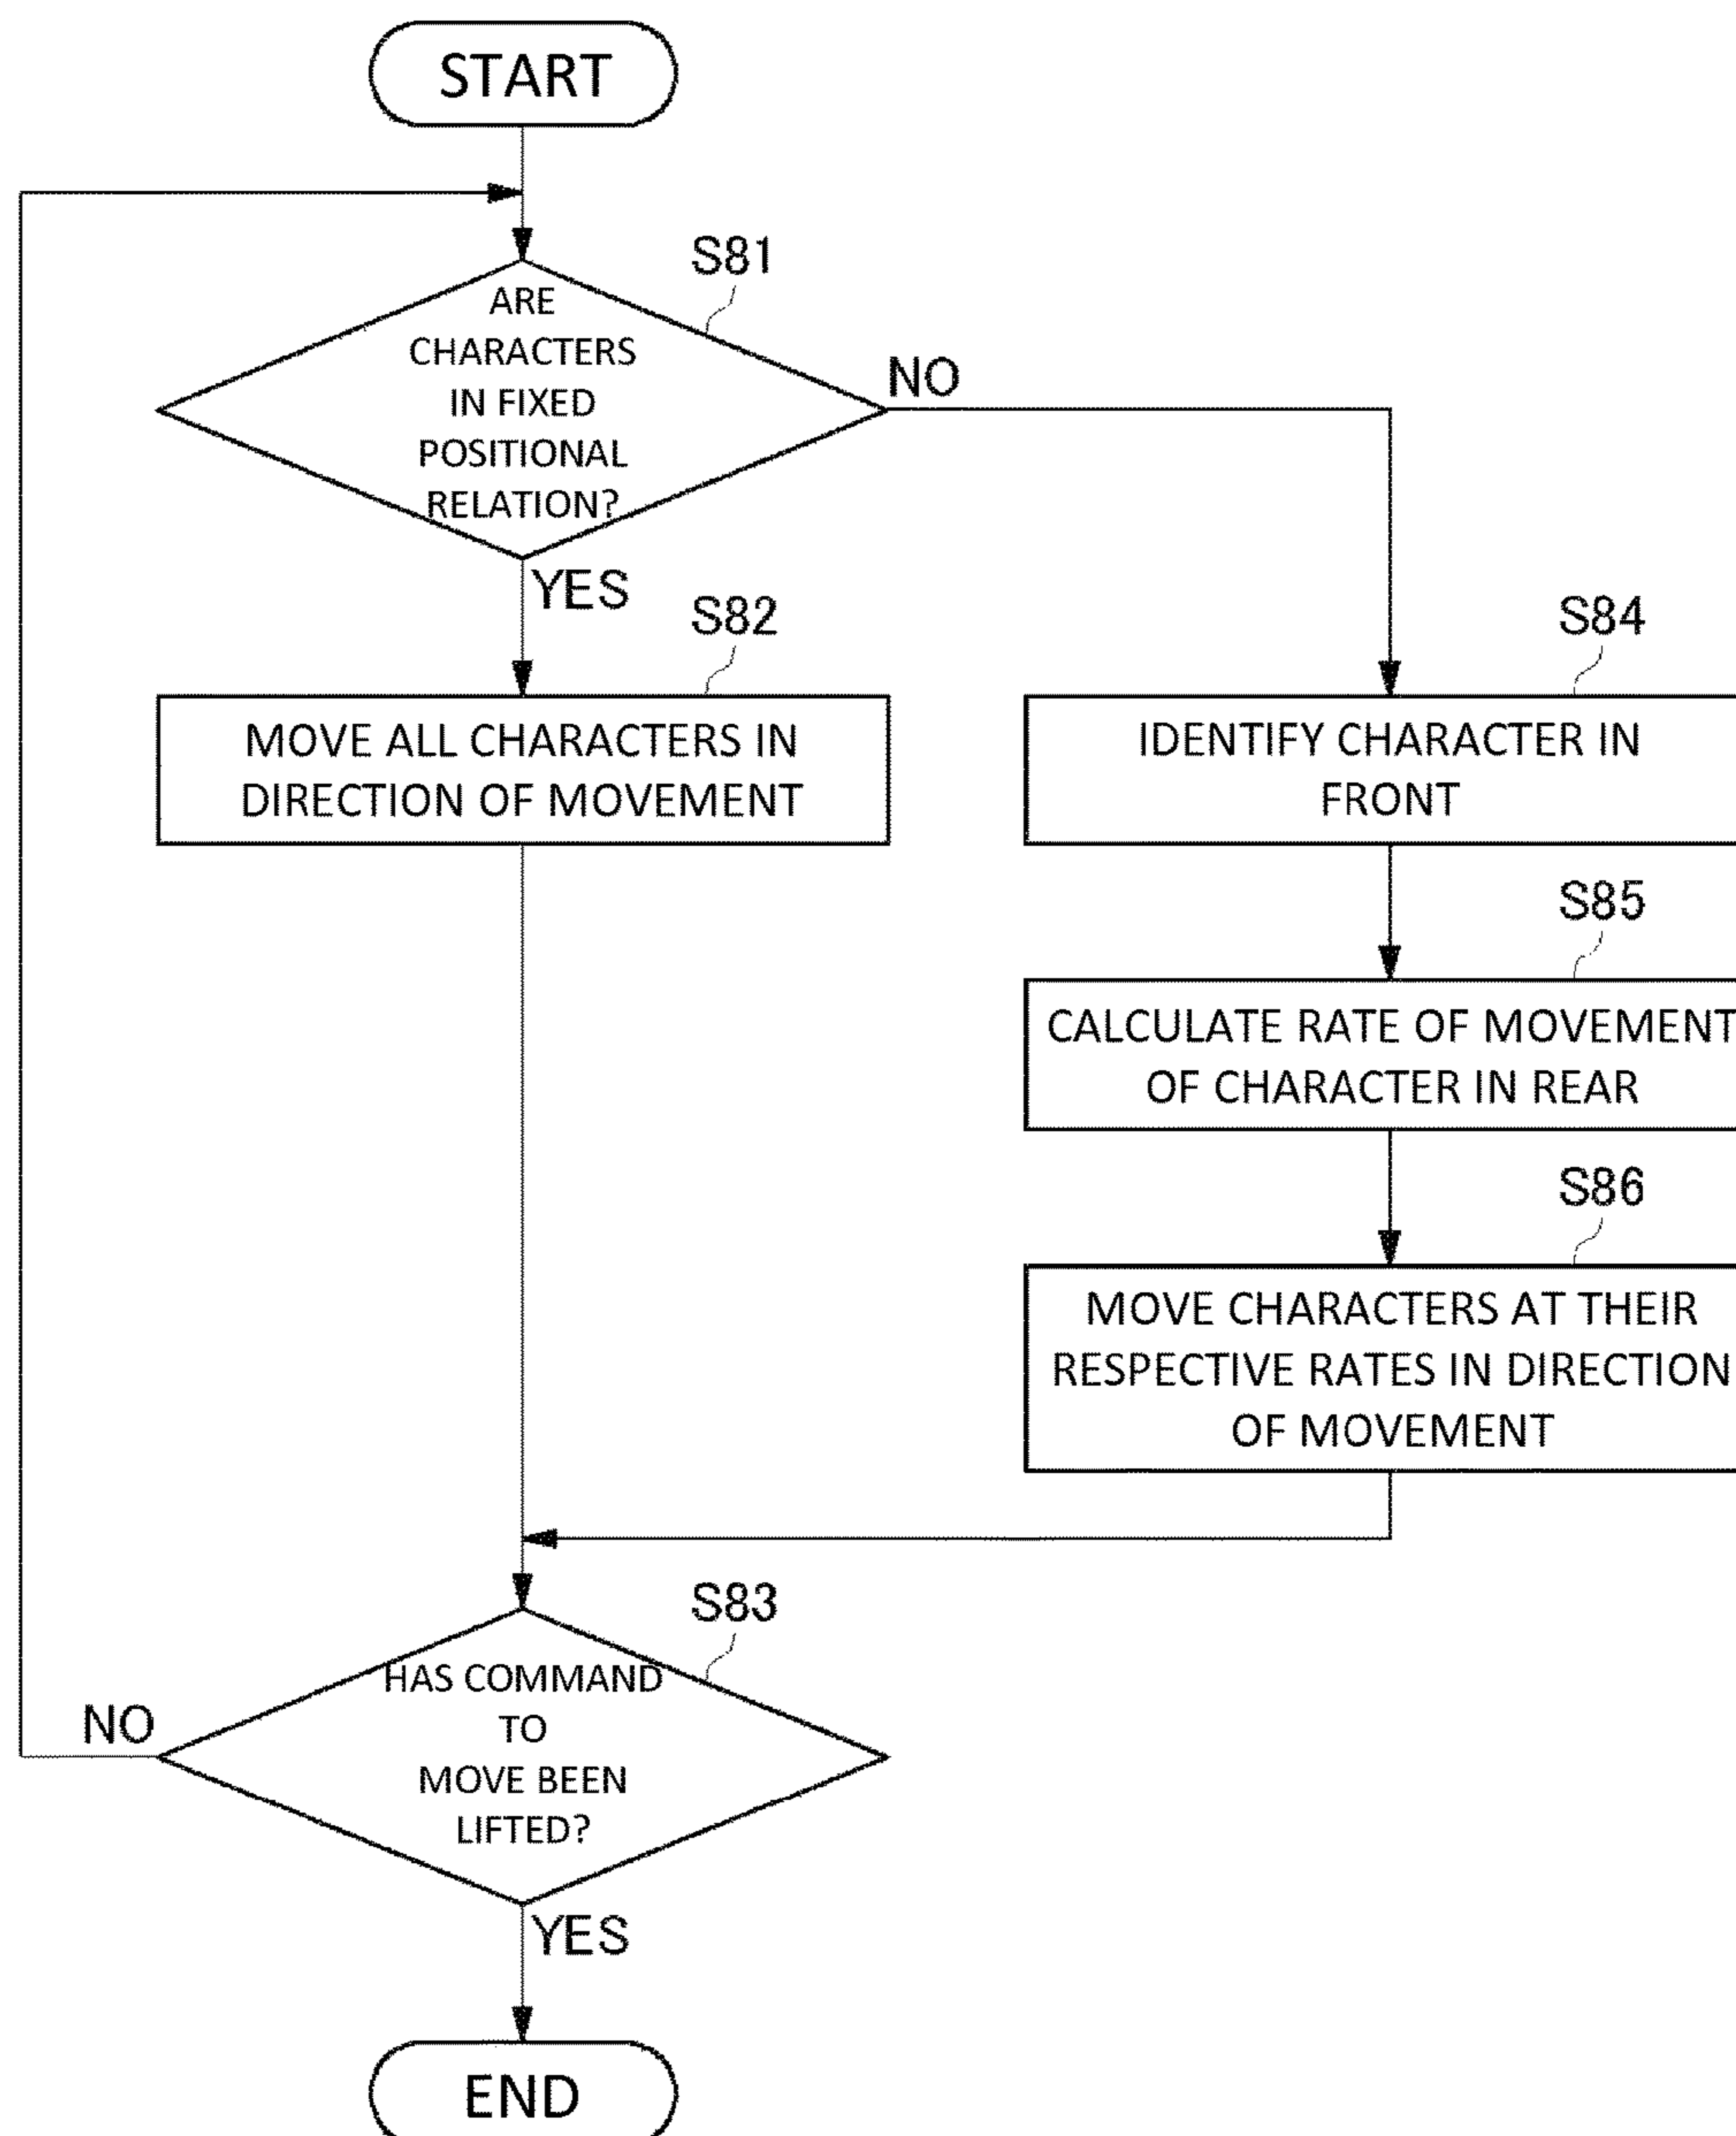 START
S81
ARE
CHARACTERS
IN FIXED
POSITIONAL
RELATION?
NO
YES
S82
MOVE ALL CHARACTERS IN
DIRECTION OF MOVEMENT
S84
IDENTIFY CHARACTER IN
FRONT
S85
CALCULATE RATE OF MOVEMENT
OF CHARACTER IN REAR
S86
MOVE CHARACTERS AT THEIR
RESPECTIVE RATES IN DIRECTION
OF MOVEMENT
S83
HAS COMMAND
TO
MOVE BEEN
LIFTED?
NO
YES
END